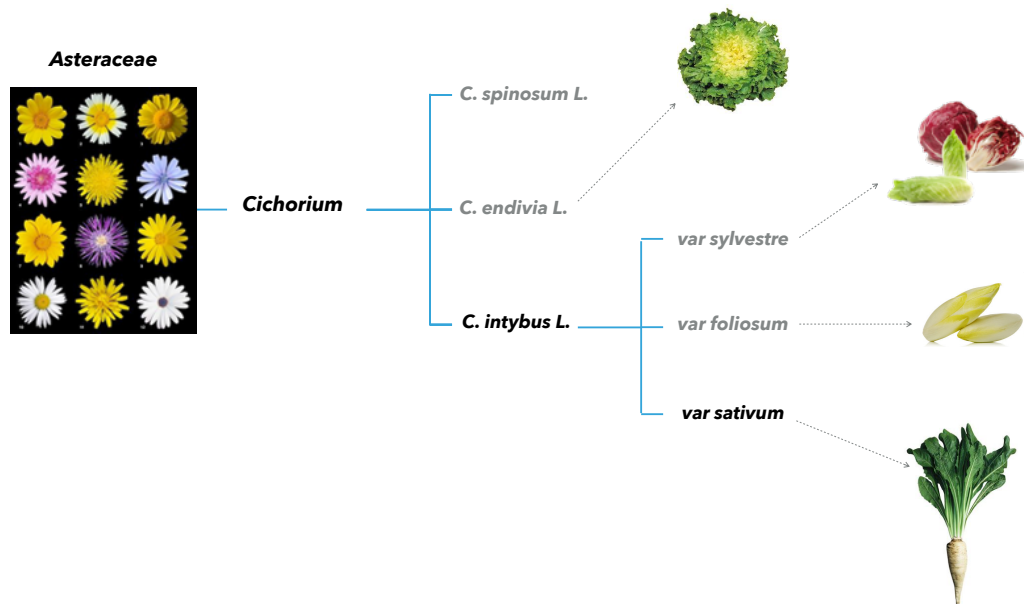 Asteraceae
Cichorium
C. spinosum L.
C. endivia L.
C. intybus L.
var sylvestre
var foliosum
var sativum